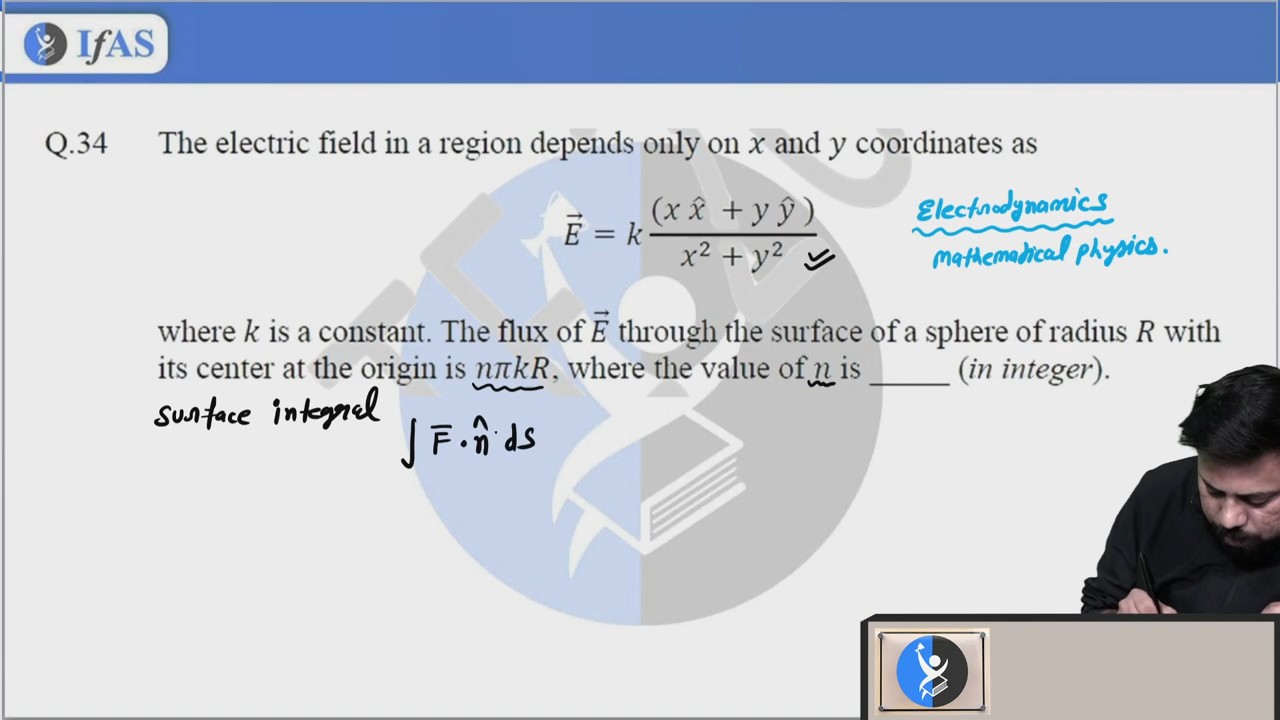 IfAS
Q.34 The electric field in a region depends only on x and y coordinates as
E⃗ = k (x x̂ + y ŷ) / (x² + y²)
Electrodynamics
mathematical physics.
where k is a constant. The flux of E⃗ through the surface of a sphere of radius R with
its center at the origin is nπkR, where the value of n is _____ (in integer).
surface integral
∫ F̅ · n̂ · ds